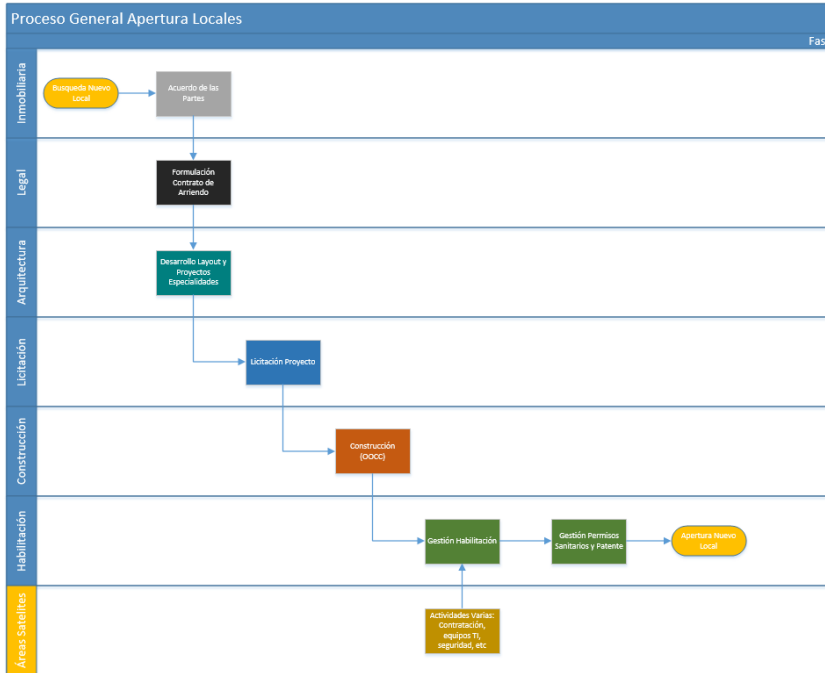 Proceso General Apertura Locales
Fas
Inmobiliaria
Busqueda Nuevo
Local
Acuerdo de las
Partes
Legal
Formulación
Contrato de
Arriendo
Arquitectura
Desarrollo Layout y
Proyectos
Especialidades
Licitación
Licitación Proyecto
Construcción
Construcción
(OOCC)
Habilitación
Gestión Habilitación
Gestión Permisos
Sanitarios y Patente
Apertura Nuevo
Local
Áreas Satelites
Actividades Varias:
Contratación,
equipos TI,
seguridad, etc